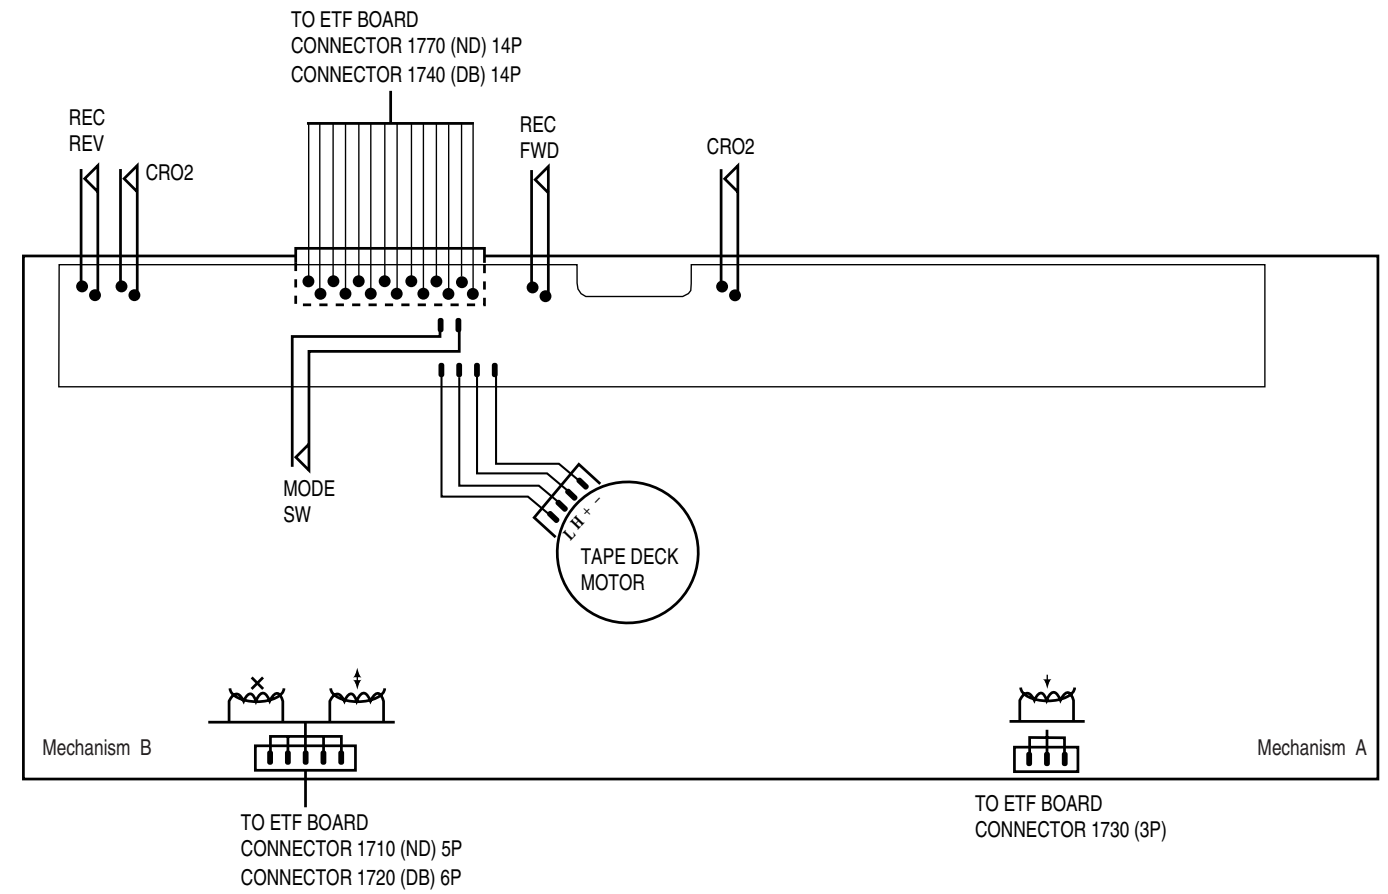 TO ETF BOARD
CONNECTOR 1770 (ND) 14P
CONNECTOR 1740 (DB) 14P
REC
REV
CRO2
REC
FWD
CRO2
MODE
SW
L H + -
TAPE DECK
MOTOR
Mechanism B
Mechanism A
TO ETF BOARD
CONNECTOR 1710 (ND) 5P
CONNECTOR 1720 (DB) 6P
TO ETF BOARD
CONNECTOR 1730 (3P)